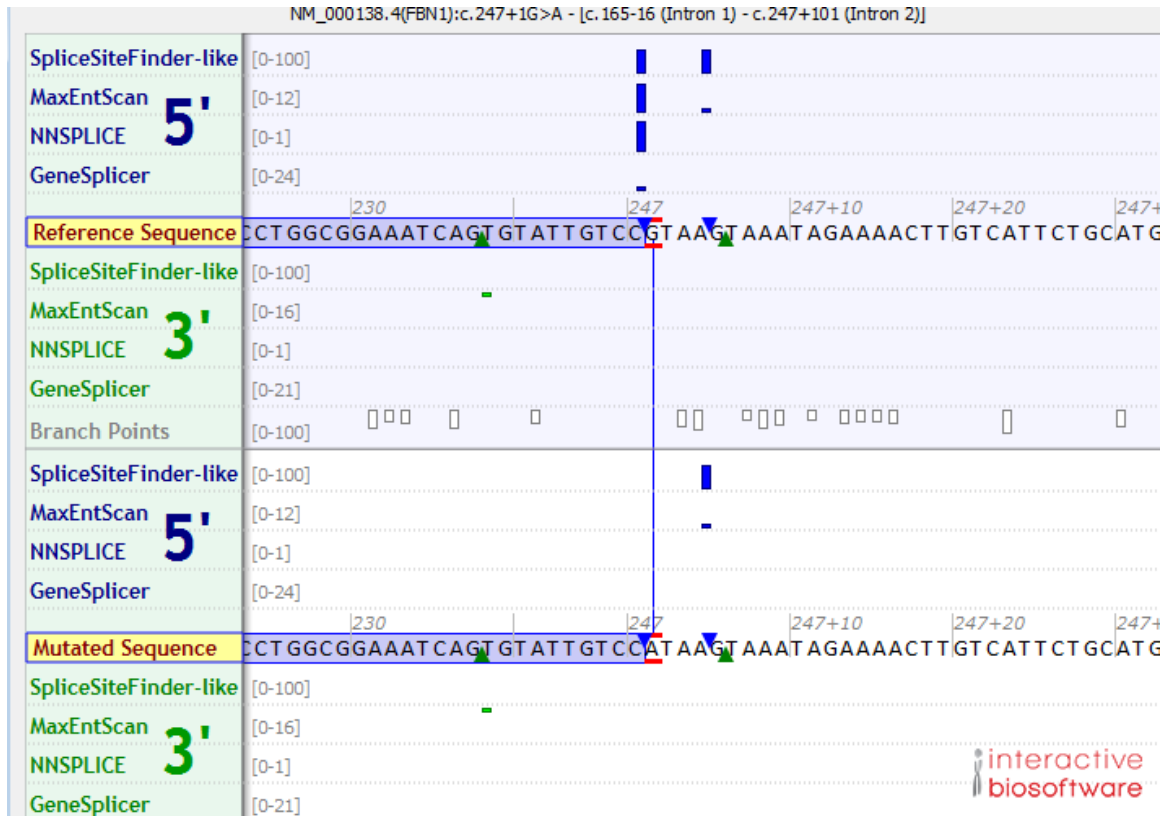 NM_000138.4(FBN1):c.247+1G>A - [c.165-16 (Intron 1) - c.247+101 (Intron 2)]
SpliceSiteFinder-like [0-100]
MaxEntScan [0-12]
5'
NNSPLICE [0-1]
GeneSplicer [0-24]
230 247 247+10 247+20 247+
Reference Sequence CCTGGCGGAAATCAGTGTATTGTCCGTAAGTAAATAGAAAACTTGTCATTCTGCATG
SpliceSiteFinder-like [0-100]
MaxEntScan [0-16]
3'
NNSPLICE [0-1]
GeneSplicer [0-21]
Branch Points [0-100]
SpliceSiteFinder-like [0-100]
MaxEntScan [0-12]
5'
NNSPLICE [0-1]
GeneSplicer [0-24]
230 247 247+10 247+20 247+
Mutated Sequence CCTGGCGGAAATCAGTGTATTGTCCATAAGTAAATAGAAAACTTGTCATTCTGCATG
SpliceSiteFinder-like [0-100]
MaxEntScan [0-16]
3'
NNSPLICE [0-1]
GeneSplicer [0-21]
interactive
biosoftware